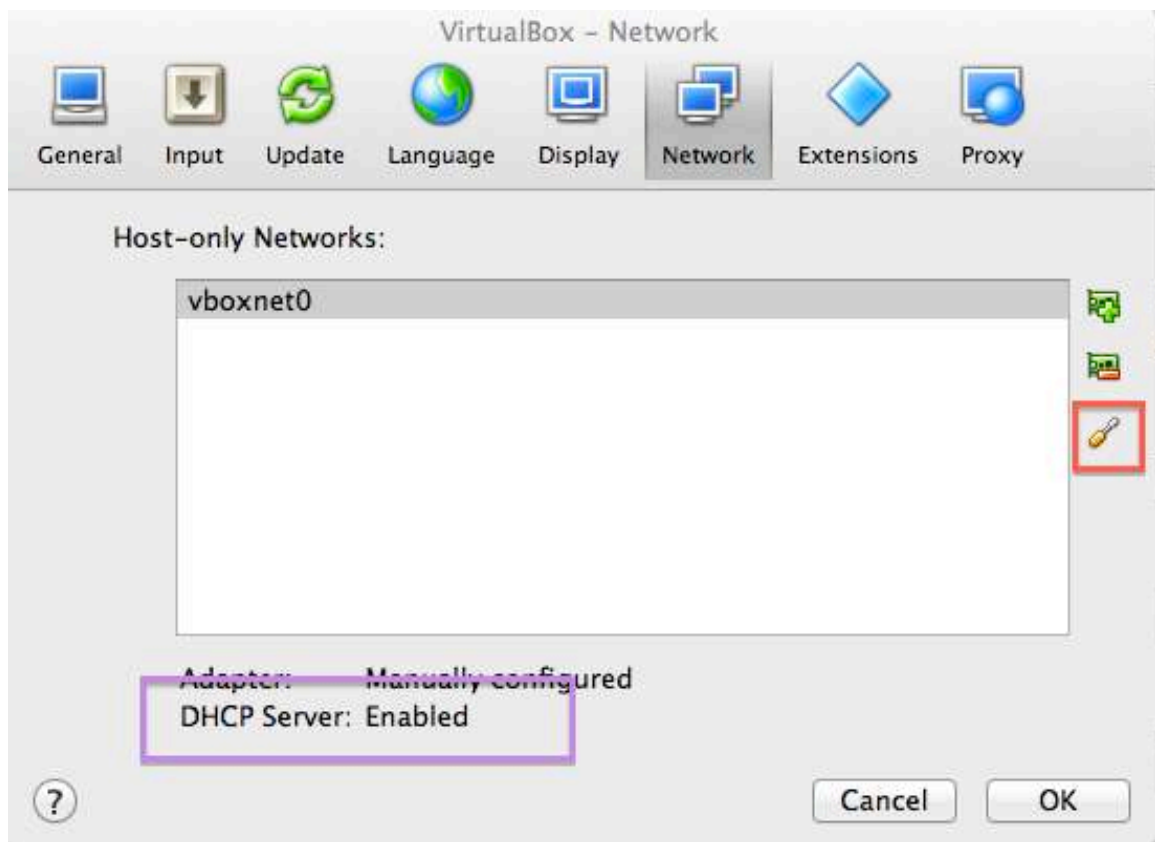 VirtualBox – Network
General Input Update Language Display Network Extensions Proxy
Host-only Networks:
vboxnet0
Adapter: Manually configured
DHCP Server: Enabled
? Cancel OK